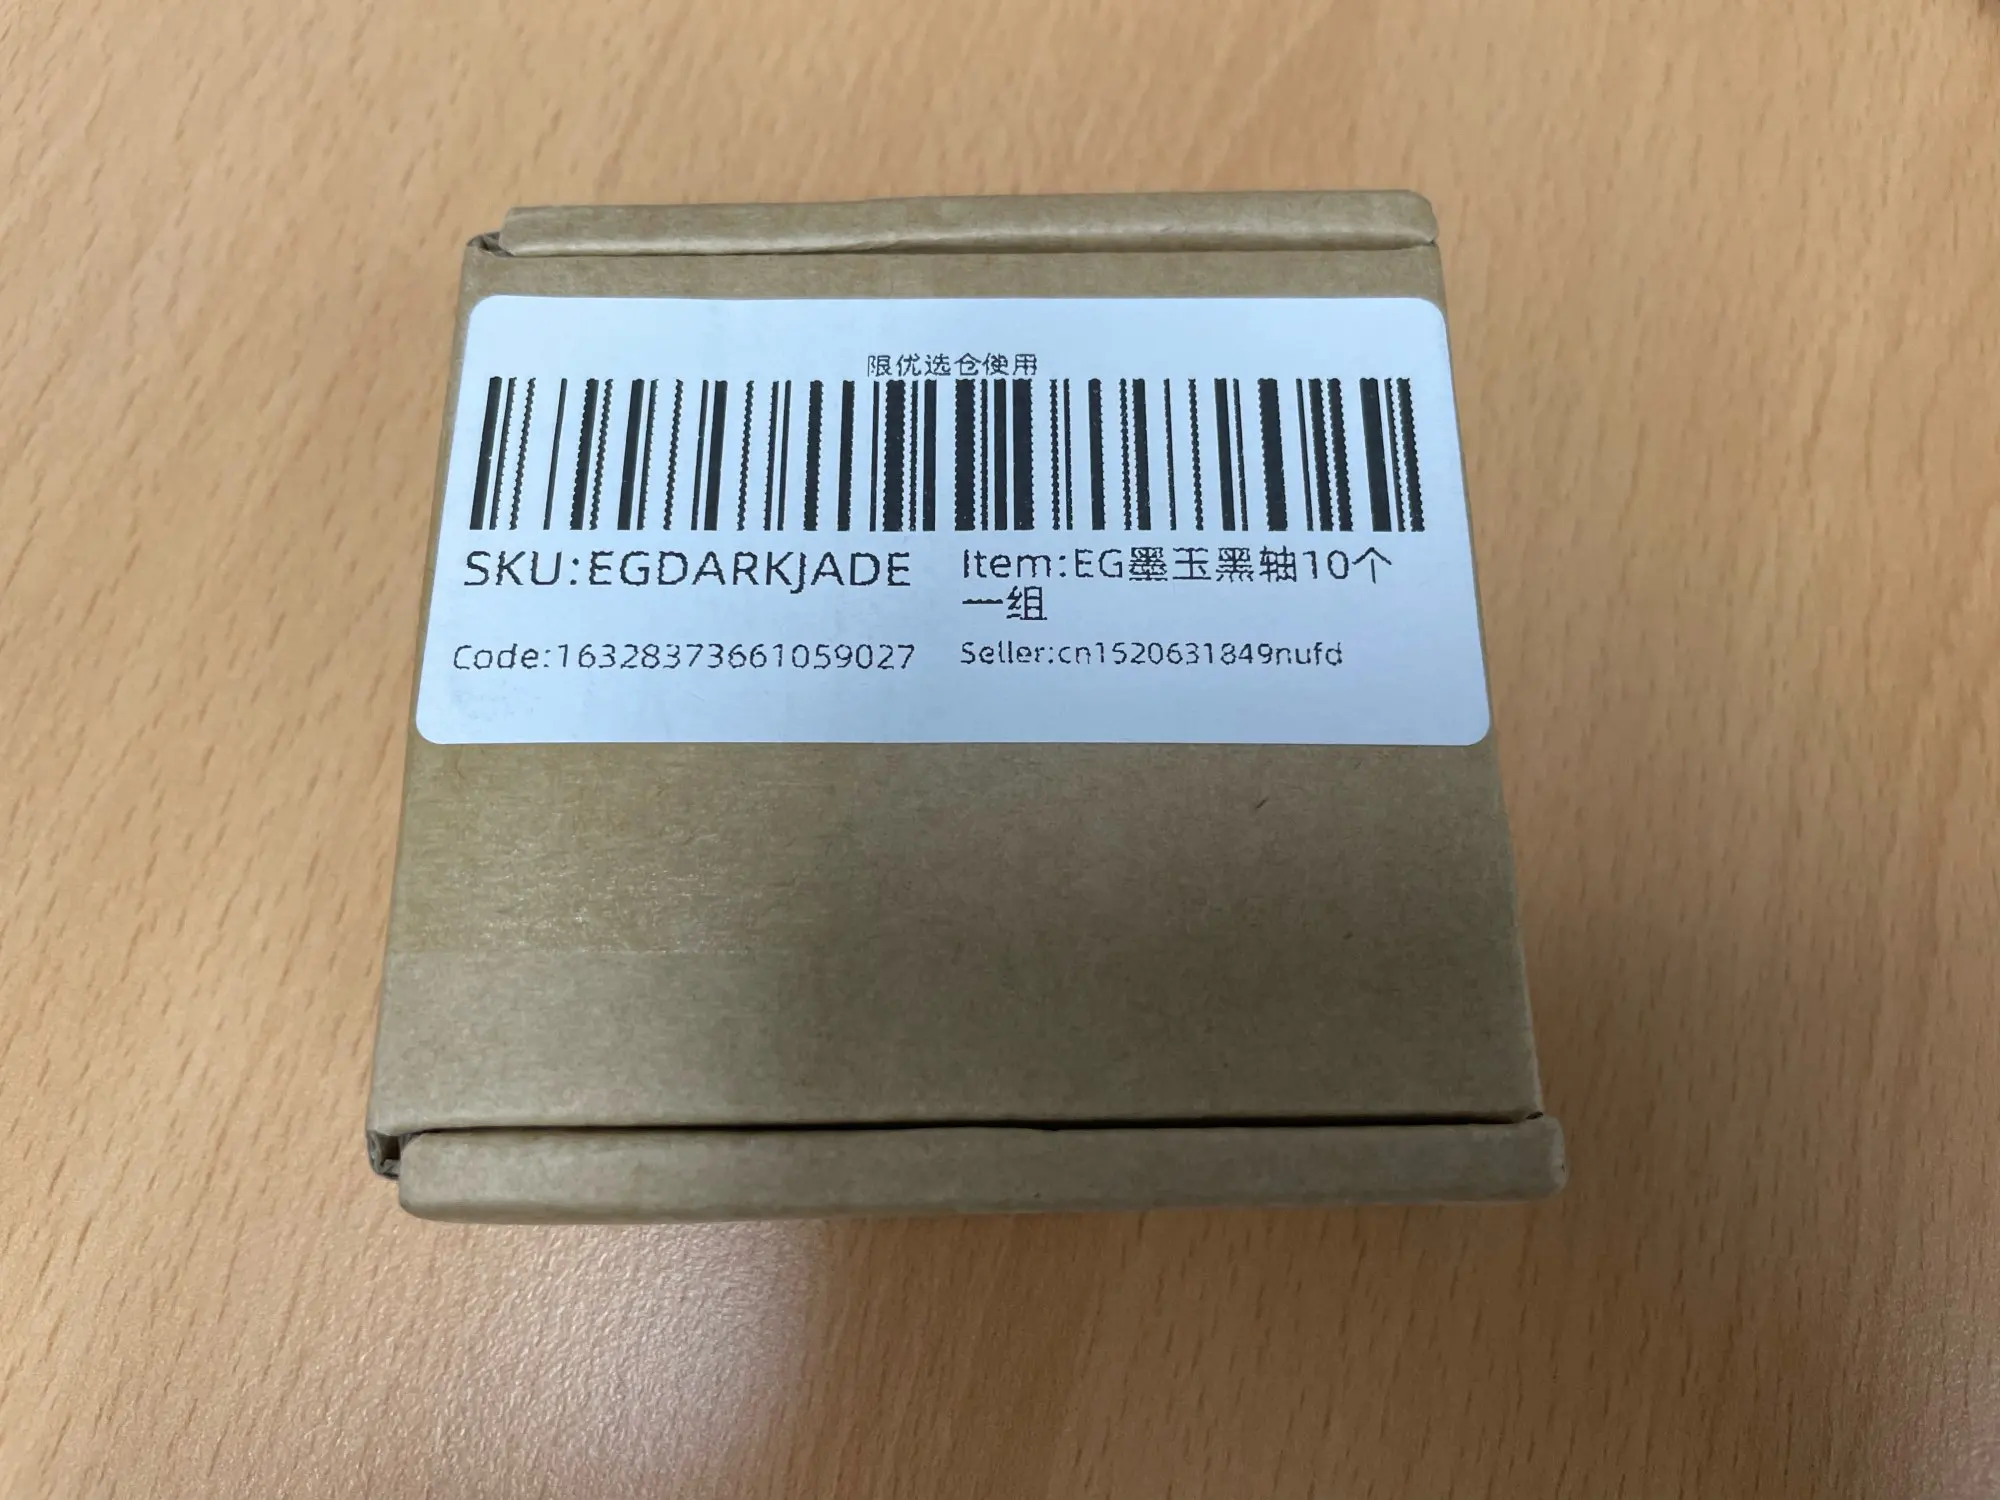 限优选仓使用
SKU:EGDARKJADE
Item:EG墨玉黑轴10个
一组
Code:16328373661059027
Seller:cn1520631849nufd